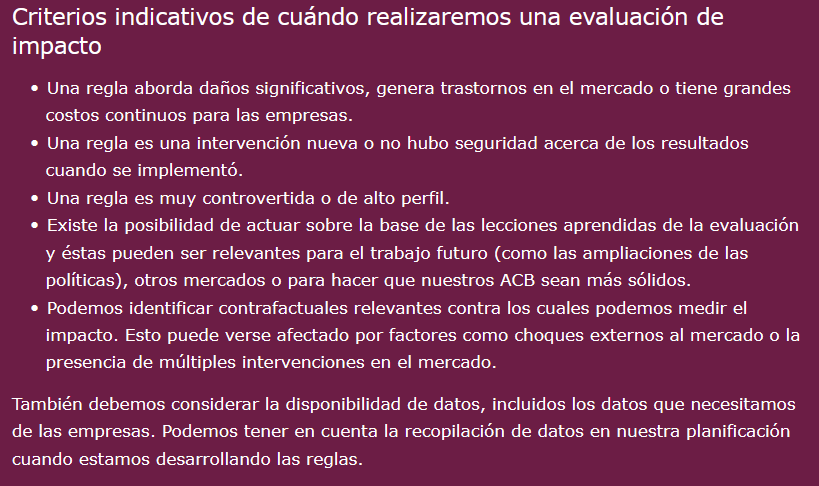 Criterios indicativos de cuándo realizaremos una evaluación de
impacto
• Una regla aborda daños significativos, genera trastornos en el mercado o tiene grandes
costos continuos para las empresas.
• Una regla es una intervención nueva o no hubo seguridad acerca de los resultados
cuando se implementó.
• Una regla es muy controvertida o de alto perfil.
• Existe la posibilidad de actuar sobre la base de las lecciones aprendidas de la evaluación
y éstas pueden ser relevantes para el trabajo futuro (como las ampliaciones de las
políticas), otros mercados o para hacer que nuestros ACB sean más sólidos.
• Podemos identificar contrafactuales relevantes contra los cuales podemos medir el
impacto. Esto puede verse afectado por factores como choques externos al mercado o la
presencia de múltiples intervenciones en el mercado.
También debemos considerar la disponibilidad de datos, incluidos los datos que necesitamos
de las empresas. Podemos tener en cuenta la recopilación de datos en nuestra planificación
cuando estamos desarrollando las reglas.